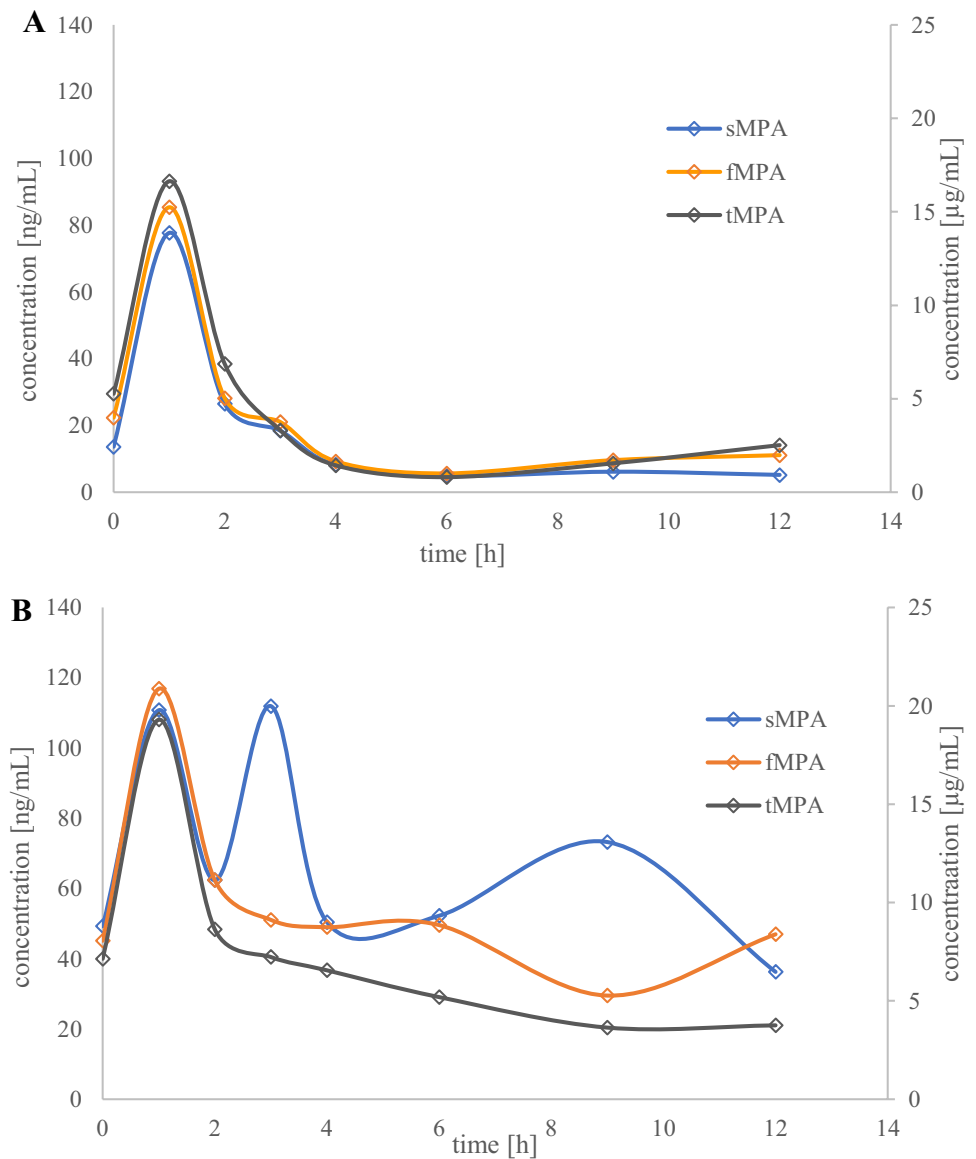 A
140
120
100
80
60
40
20
0
concentration [ng/mL]
25
20
15
10
5
0
concentration [µg/mL]
sMPA
fMPA
tMPA
0 2 4 6 8 10 12 14
time [h]
B
140
120
100
80
60
40
20
0
concentration [ng/mL]
25
20
15
10
5
0
concentraation [µg/mL]
sMPA
fMPA
tMPA
0 2 4 6 8 10 12 14
time [h]